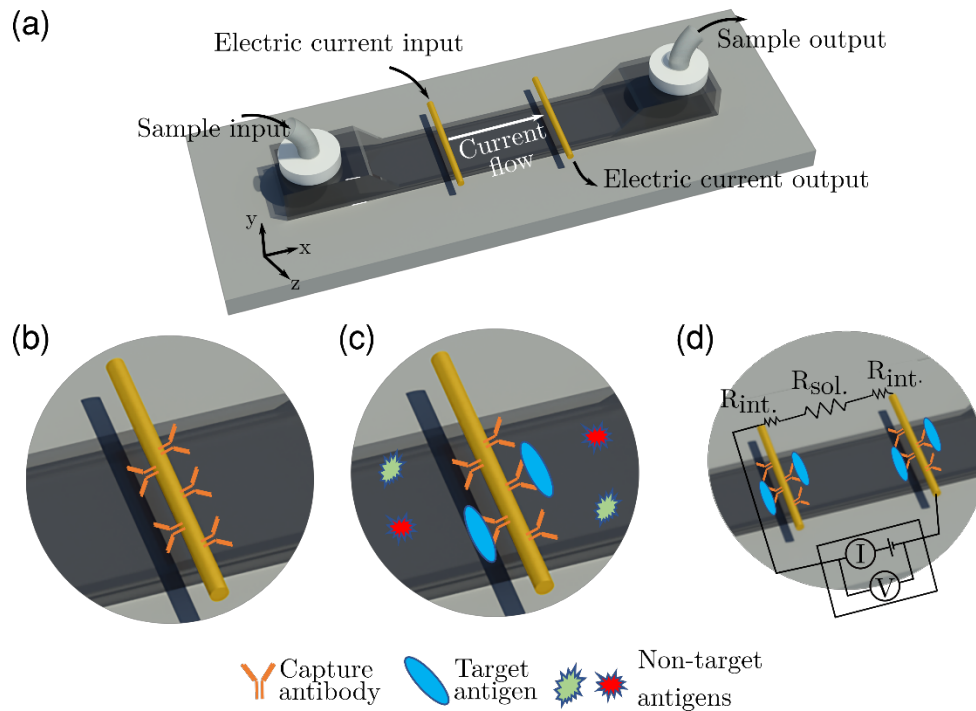 (a)
Electric current input
Sample output
Sample input
Current
flow
Electric current output
y
x
z
(b)
(c)
(d)
Rint.
Rsol.
Rint.
I
V
Capture
antibody
Target
antigen
Non-target
antigens